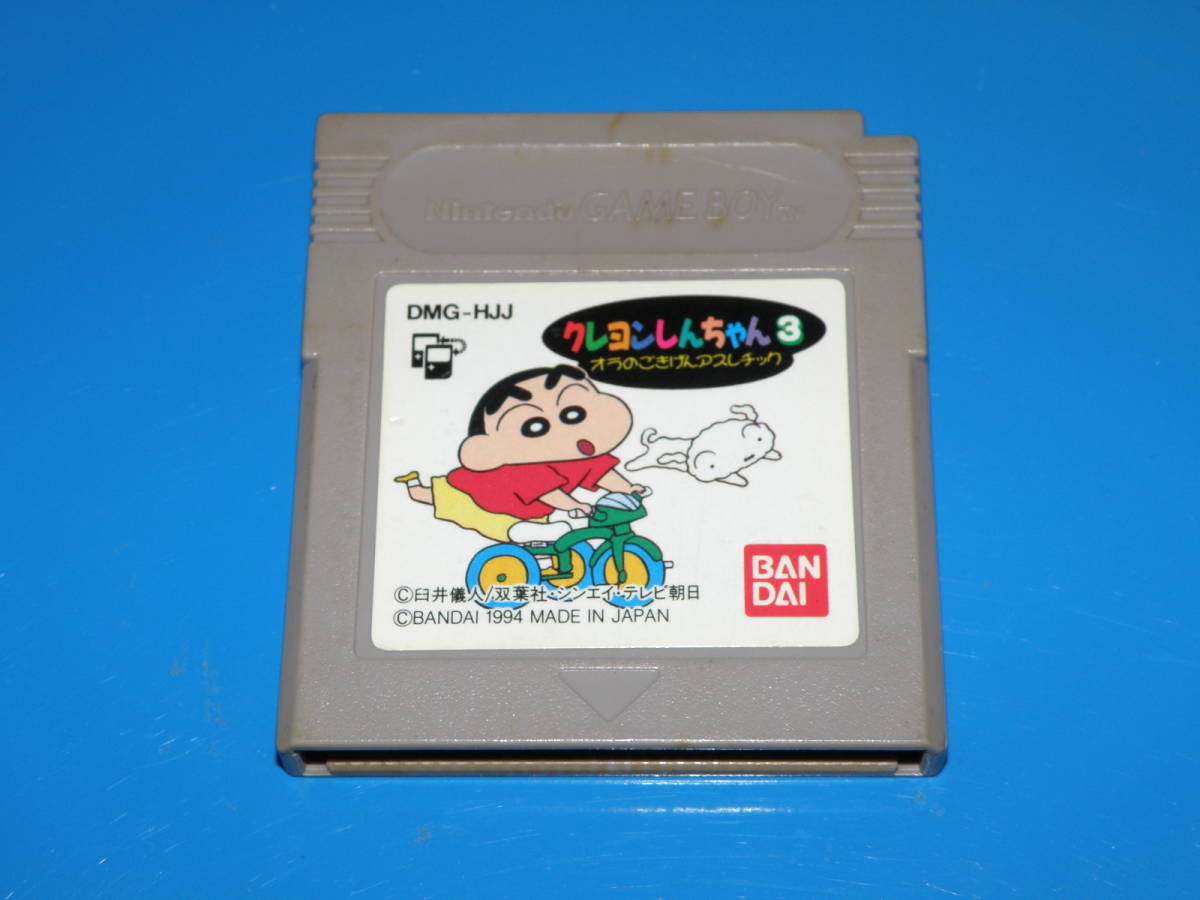 Nintendo GAME BOY TM
DMG-HJJ
クレヨンしんちゃん3
オラのごきげんアスレチック
BAN
DAI
©臼井儀人/双葉社・シンエイ・テレビ朝日
©BANDAI 1994 MADE IN JAPAN